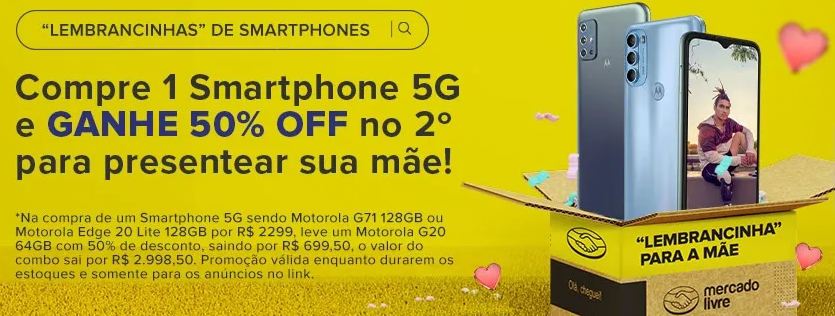 “LEMBRANCINHAS” DE SMARTPHONES
Compre 1 Smartphone 5G
e GANHE 50% OFF no 2º
para presentear sua mãe!
*Na compra de um Smartphone 5G sendo Motorola G71 128GB ou
Motorola Edge 20 Lite 128GB por R$ 2299, leve um Motorola G20
64GB com 50% de desconto, saindo por R$ 699,50, o valor do
combo sai por R$ 2.998,50. Promoção válida enquanto durarem os
estoques e somente para os anúncios no link.
“LEMBRANCINHA”
PARA A MÃE
Olá, cheguei!
mercado
livre